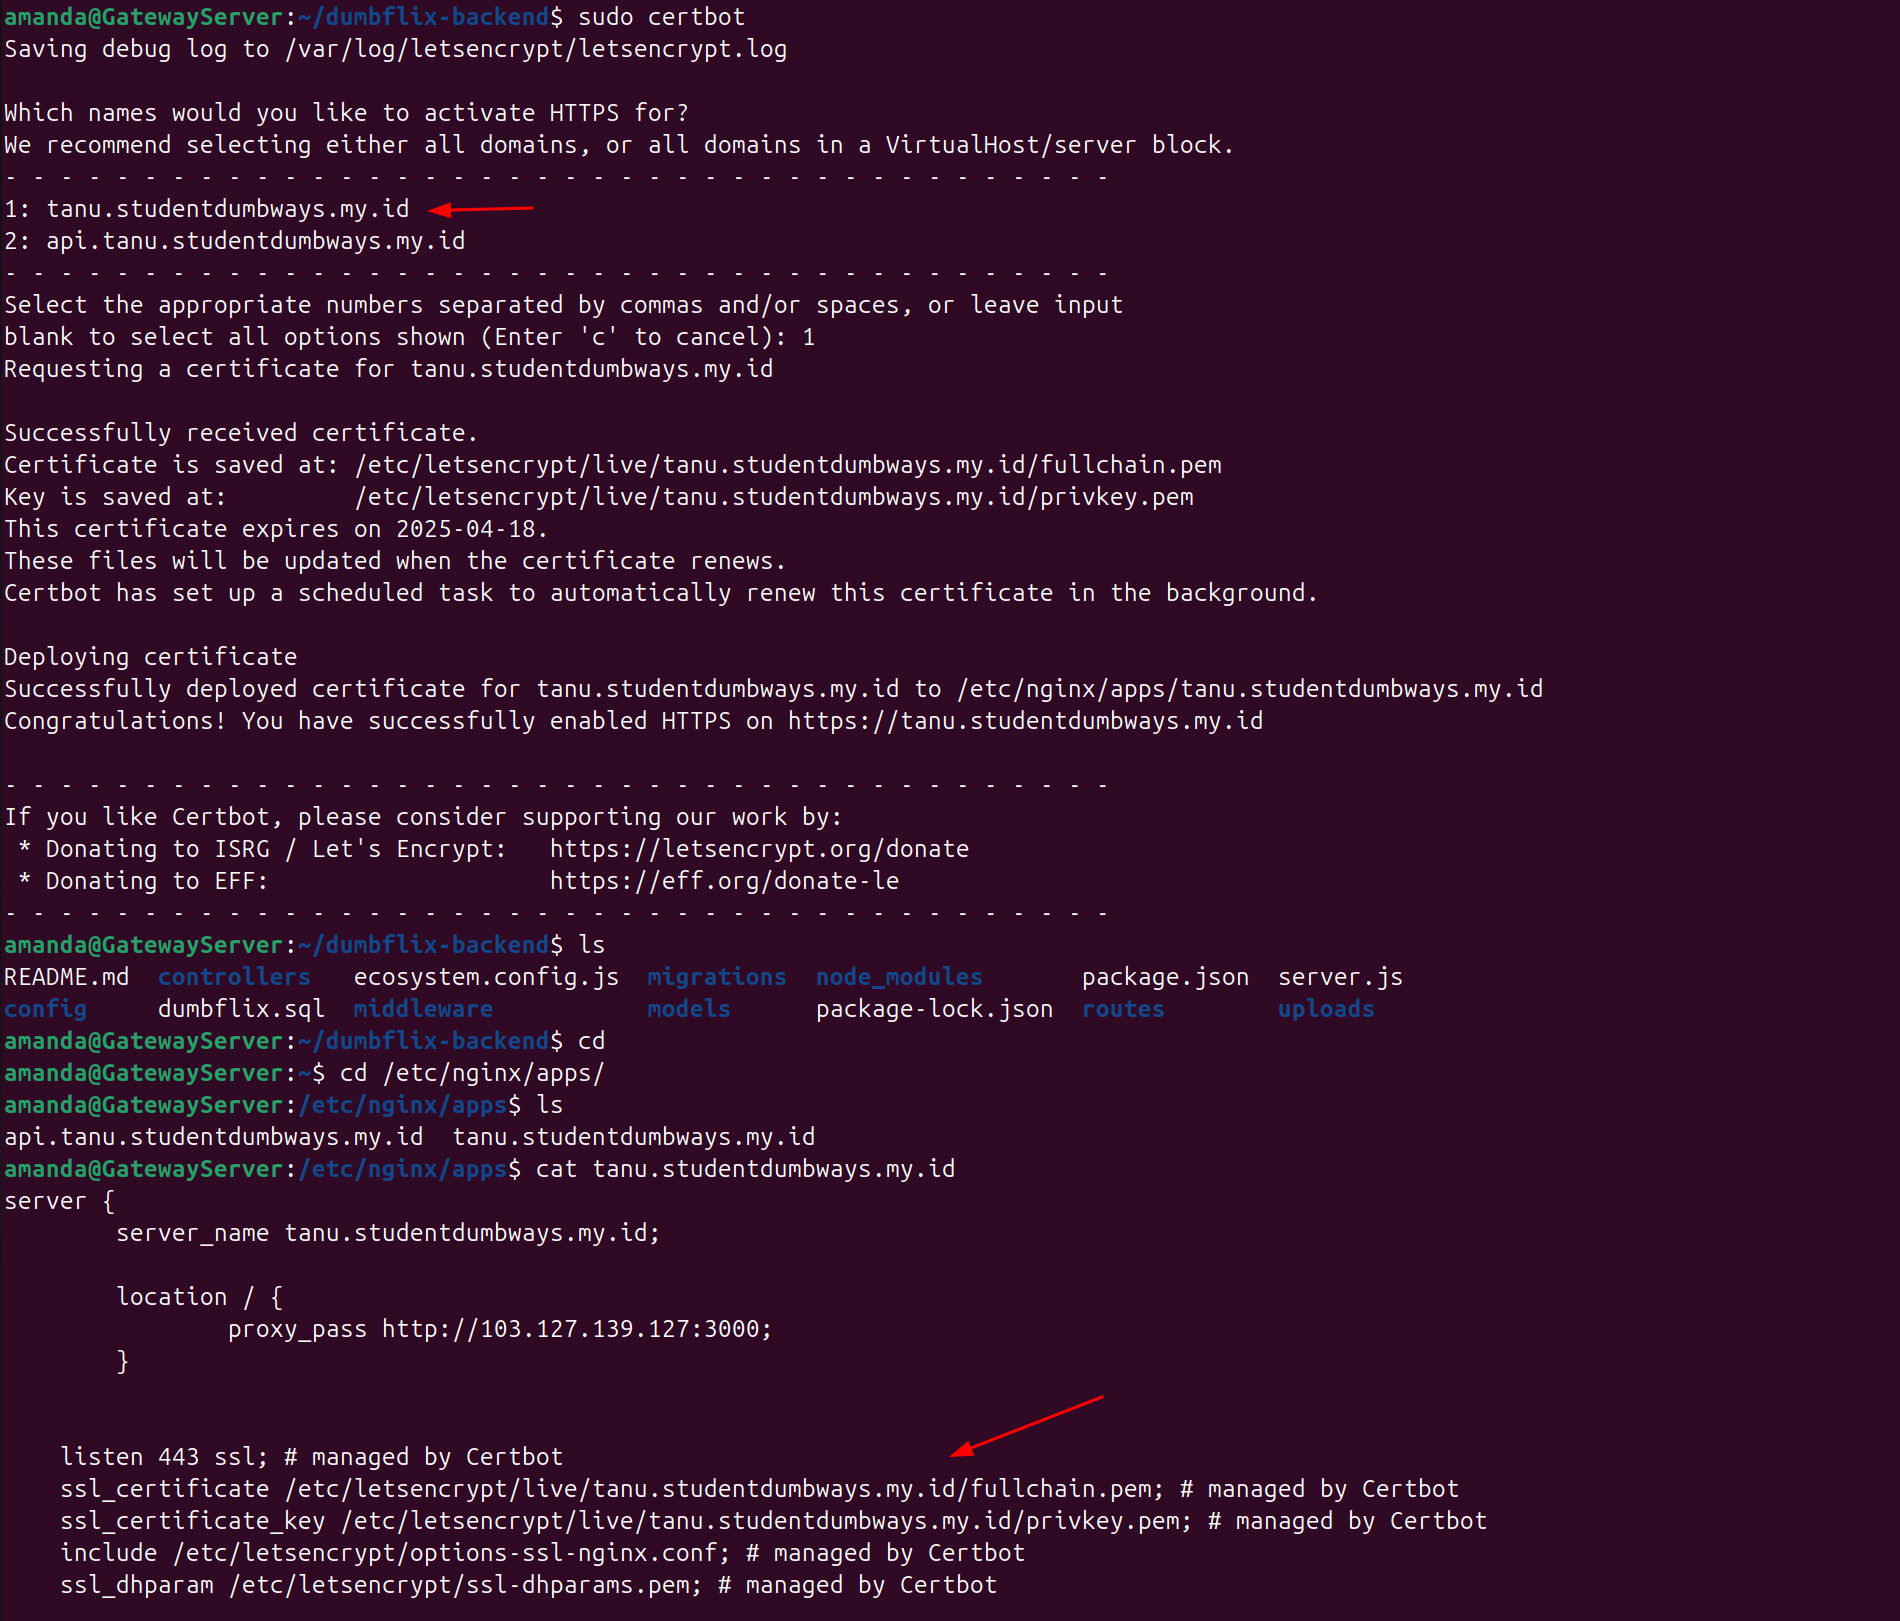 amanda@GatewayServer:~/dumbflix-backend$ sudo certbot
Saving debug log to /var/log/letsencrypt/letsencrypt.log

Which names would you like to activate HTTPS for?
We recommend selecting either all domains, or all domains in a VirtualHost/server block.
- - - - - - - - - - - - - - - - - - - - - - - - - - - - - - - - - - - - - - - -
1: tanu.studentdumbways.my.id
2: api.tanu.studentdumbways.my.id
- - - - - - - - - - - - - - - - - - - - - - - - - - - - - - - - - - - - - - - -
Select the appropriate numbers separated by commas and/or spaces, or leave input
blank to select all options shown (Enter 'c' to cancel): 1
Requesting a certificate for tanu.studentdumbways.my.id

Successfully received certificate.
Certificate is saved at: /etc/letsencrypt/live/tanu.studentdumbways.my.id/fullchain.pem
Key is saved at:         /etc/letsencrypt/live/tanu.studentdumbways.my.id/privkey.pem
This certificate expires on 2025-04-18.
These files will be updated when the certificate renews.
Certbot has set up a scheduled task to automatically renew this certificate in the background.

Deploying certificate
Successfully deployed certificate for tanu.studentdumbways.my.id to /etc/nginx/apps/tanu.studentdumbways.my.id
Congratulations! You have successfully enabled HTTPS on https://tanu.studentdumbways.my.id

- - - - - - - - - - - - - - - - - - - - - - - - - - - - - - - - - - - - - - - -
If you like Certbot, please consider supporting our work by:
 * Donating to ISRG / Let's Encrypt:   https://letsencrypt.org/donate
 * Donating to EFF:                    https://eff.org/donate-le
- - - - - - - - - - - - - - - - - - - - - - - - - - - - - - - - - - - - - - - -
amanda@GatewayServer:~/dumbflix-backend$ ls
README.md  controllers   ecosystem.config.js  migrations  node_modules       package.json  server.js
config     dumbflix.sql  middleware           models      package-lock.json  routes        uploads
amanda@GatewayServer:~/dumbflix-backend$ cd
amanda@GatewayServer:~$ cd /etc/nginx/apps/
amanda@GatewayServer:/etc/nginx/apps$ ls
api.tanu.studentdumbways.my.id  tanu.studentdumbways.my.id
amanda@GatewayServer:/etc/nginx/apps$ cat tanu.studentdumbways.my.id
server {
        server_name tanu.studentdumbways.my.id;

        location / {
                proxy_pass http://103.127.139.127:3000;
        }

    listen 443 ssl; # managed by Certbot
    ssl_certificate /etc/letsencrypt/live/tanu.studentdumbways.my.id/fullchain.pem; # managed by Certbot
    ssl_certificate_key /etc/letsencrypt/live/tanu.studentdumbways.my.id/privkey.pem; # managed by Certbot
    include /etc/letsencrypt/options-ssl-nginx.conf; # managed by Certbot
    ssl_dhparam /etc/letsencrypt/ssl-dhparams.pem; # managed by Certbot